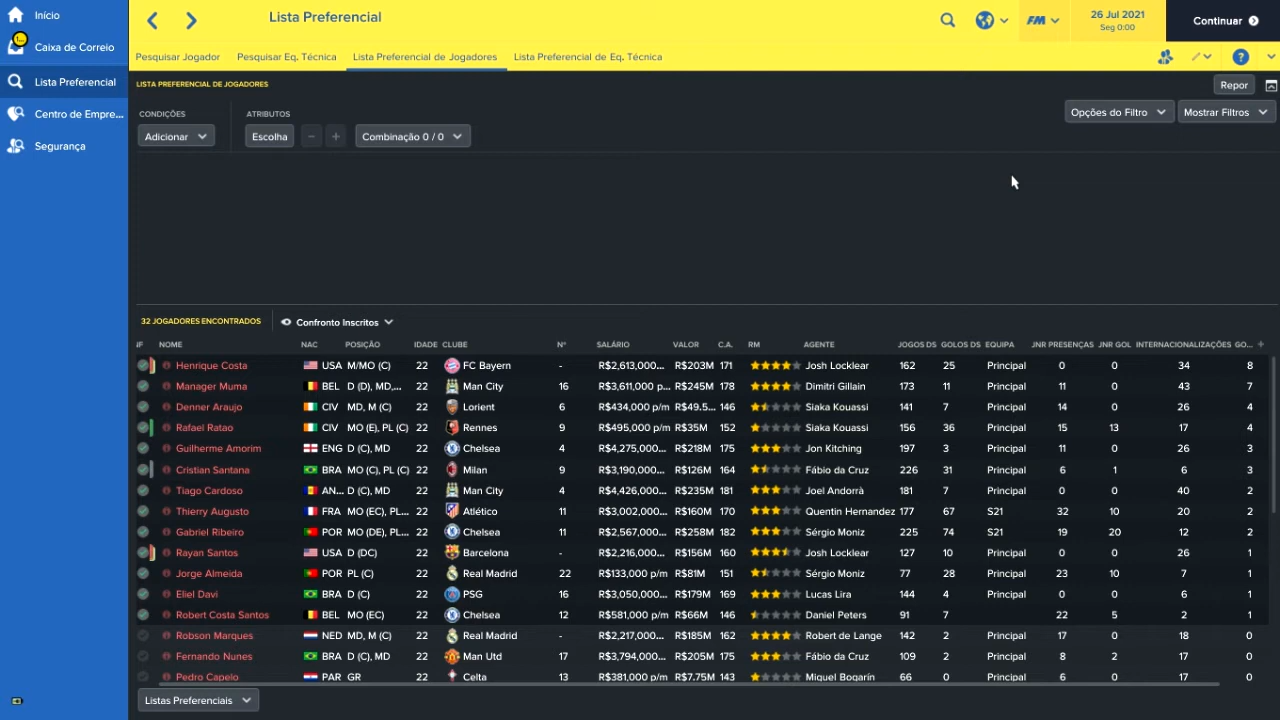 Início
Caixa de Correio
Lista Preferencial
Centro de Empre...
Segurança
Lista Preferencial
FM
26 Jul 2021
Seg 0:00
Continuar
Pesquisar Jogador Pesquisar Eq. Técnica Lista Preferencial de Jogadores Lista Preferencial de Eq. Técnica
?
LISTA PREFERENCIAL DE JOGADORES
Repor
CONDIÇÕES ATRIBUTOS
Opções do Filtro Mostrar Filtros
Adicionar Escolha − + Combinação 0 / 0
32 JOGADORES ENCONTRADOS Confronto Inscritos
NOME NAC POSIÇÃO IDADE CLUBE Nº SALÁRIO VALOR C.A. RM AGENTE JOGOS DS GOLOS DS EQUIPA JNR PRESENÇAS JNR GOL INTERNACIONALIZAÇÕES GO... +
Henrique Costa USA M/MO (C) 22 FC Bayern - R$2,613,000... R$203M 171 Josh Locklear 162 25 Principal 0 0 34 8
Manager Muma BEL D (D), MD,... 22 Man City 16 R$3,611,000 p... R$245M 178 Dimitri Gillain 173 11 Principal 11 0 43 7
Denner Araujo CIV MD, M (C) 22 Lorient 6 R$434,000 p/m R$49.5... 146 Siaka Kouassi 141 7 Principal 14 0 26 4
Rafael Ratao CIV MO (E), PL (C) 22 Rennes 9 R$495,000 p/m R$35M 152 Siaka Kouassi 156 36 Principal 15 13 17 4
Guilherme Amorim ENG D (C), MD 22 Chelsea 4 R$4,275,000... R$218M 175 Jon Kitching 197 3 Principal 11 0 26 3
Cristian Santana BRA MO (C), PL (C) 22 Milan 9 R$3,190,000... R$126M 164 Fábio da Cruz 226 31 Principal 6 1 6 3
Tiago Cardoso AN... D (C), MD 22 Man City 4 R$4,426,000... R$235M 181 Joel Andorrà 181 7 Principal 0 0 40 2
Thierry Augusto FRA MO (EC), PL... 22 Atlético 11 R$3,002,000... R$160M 170 Quentin Hernandez 177 67 S21 32 10 20 2
Gabriel Ribeiro POR MO (DE), PL... 22 Chelsea 11 R$2,567,000... R$258M 182 Sérgio Moniz 225 74 S21 19 20 12 2
Rayan Santos USA D (DC) 22 Barcelona - R$2,216,000... R$156M 160 Josh Locklear 127 10 Principal 0 0 26 1
Jorge Almeida POR PL (C) 22 Real Madrid 22 R$133,000 p/m R$81M 151 Sérgio Moniz 77 28 Principal 23 10 7 1
Eliel Davi BRA D (C) 22 PSG 16 R$3,050,000... R$179M 169 Lucas Lira 144 4 Principal 0 0 6 1
Robert Costa Santos BEL MO (EC) 22 Chelsea 12 R$581,000 p/m R$66M 146 Daniel Peters 91 7 Principal 22 5 2 1
Robson Marques NED MD, M (C) 22 Real Madrid - R$2,217,000... R$185M 162 Robert de Lange 142 2 Principal 17 0 18 0
Fernando Nunes BRA D (C), MD 22 Man Utd 17 R$3,794,000... R$205M 175 Fábio da Cruz 109 2 Principal 8 2 17 0
Pedro Capelo PAR GR 22 Celta 13 R$381,000 p/m R$7.75M 143 Miguel Bogarín 66 0 Principal 6 0 17 0
Listas Preferenciais